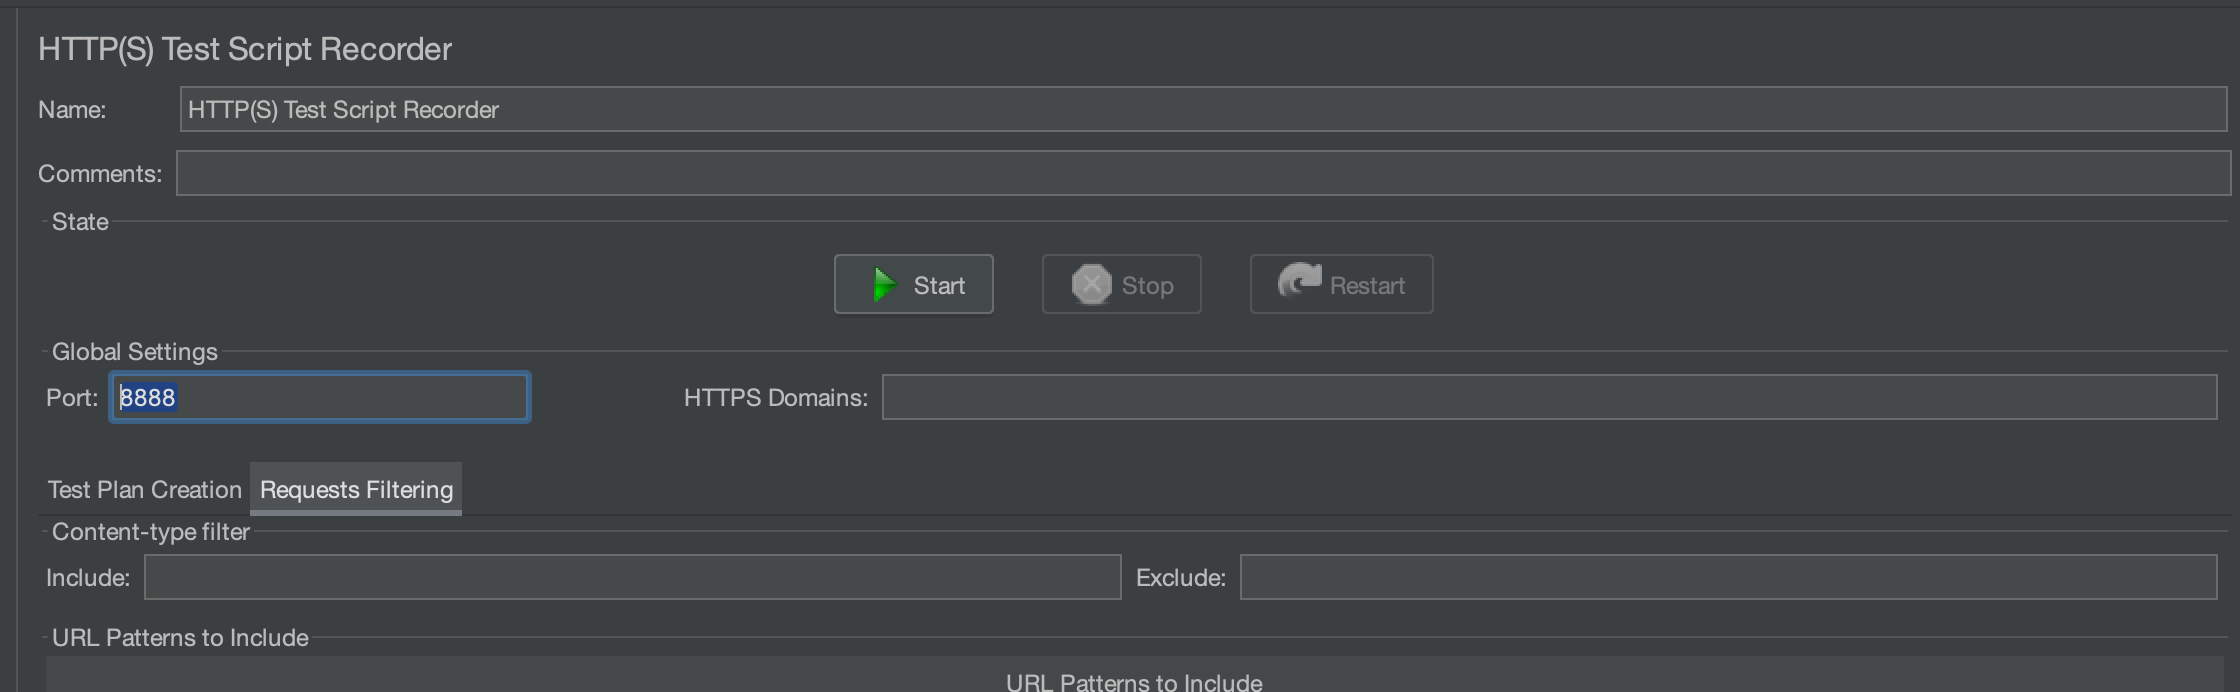 HTTP(S) Test Script Recorder
Name: HTTP(S) Test Script Recorder
Comments:
State
Start Stop Restart
Global Settings
Port: 8888 HTTPS Domains:
Test Plan Creation Requests Filtering
Content-type filter
Include: Exclude:
URL Patterns to Include
URL Patterns to Include